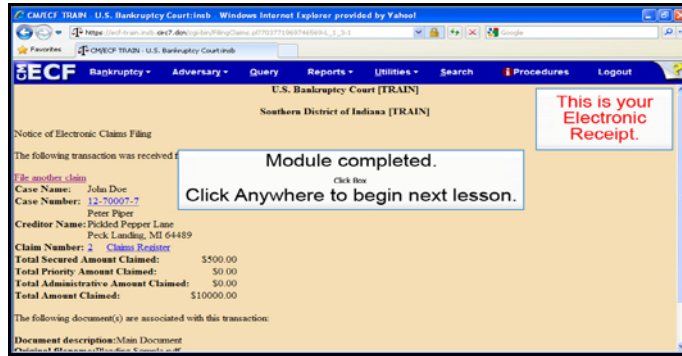 CM/ECF TRAIN - U.S. Bankruptcy Court:insb - Windows Internet Explorer provided by Yahoo!
Google
Favorites CM/ECF TRAIN - U.S. Bankruptcy Court:insb
ECF Bankruptcy Adversary Query Reports Utilities Search Procedures Logout
U.S. Bankruptcy Court [TRAIN]
Southern District of Indiana [TRAIN]
This is your
Electronic
Receipt.
Notice of Electronic Claims Filing
The following transaction was received
Module completed.
Click Box
Click Anywhere to begin next lesson.
File another claim
Case Name: John Doe
Case Number: 12-70007-7
Peter Piper
Creditor Name: Pickled Pepper Lane
Peck Landing, MI 64489
Claim Number: 2 Claims Register
Total Secured Amount Claimed: $500.00
Total Priority Amount Claimed: $0.00
Total Administrative Amount Claimed: $0.00
Total Amount Claimed: $10000.00
The following document(s) are associated with this transaction:
Document description:Main Document